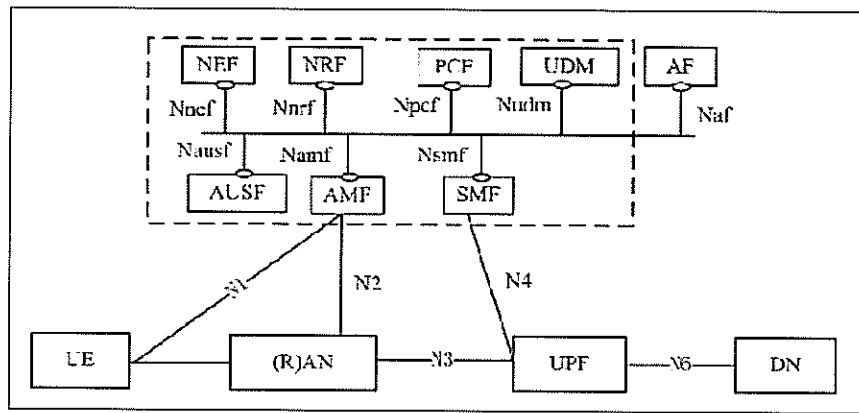 NEF NRF PCF UDM AF
Nnef Nnrf Npcf Nudm Naf
Nausf Namf Nsmf
AUSF AMF SMF
N1 N2 N4
UE (R)AN N3 UPF N6 DN